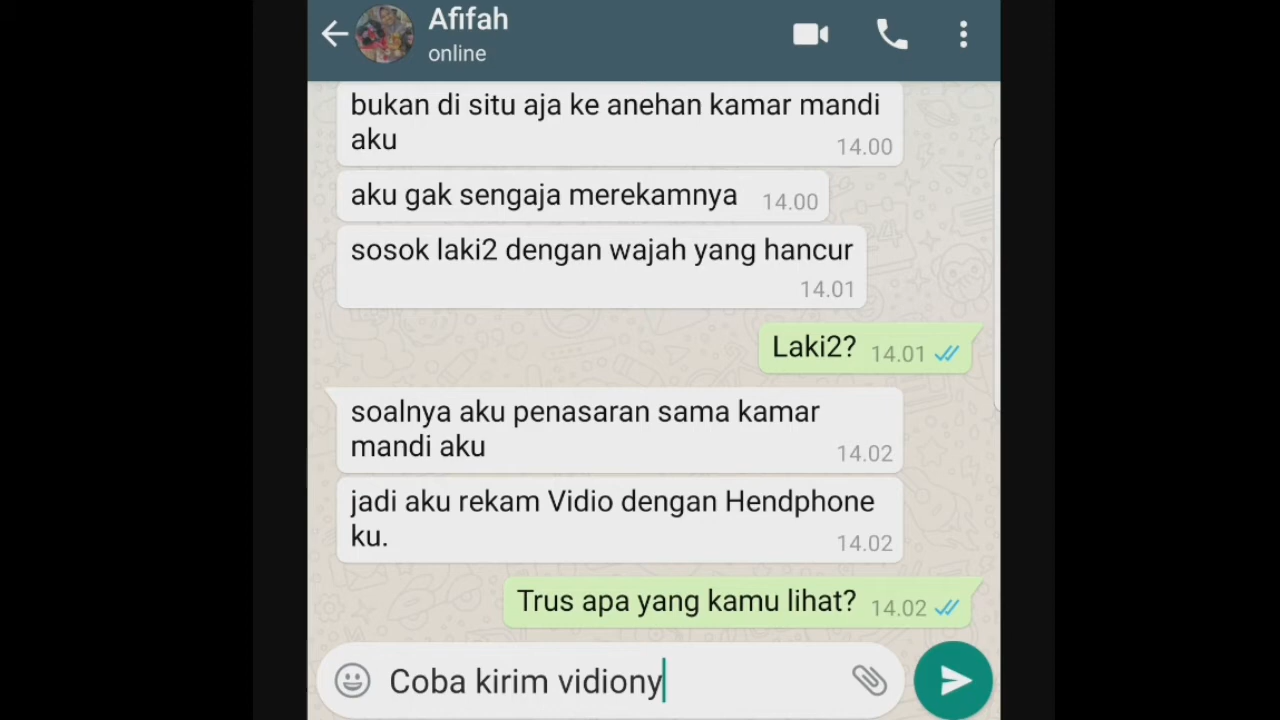 Afifah
online
bukan di situ aja ke anehan kamar mandi
aku
14.00
aku gak sengaja merekamnya 14.00
sosok laki2 dengan wajah yang hancur
14.01
Laki2? 14.01
soalnya aku penasaran sama kamar
mandi aku
14.02
jadi aku rekam Vidio dengan Hendphone
ku.
14.02
Trus apa yang kamu lihat? 14.02
Coba kirim vidiony